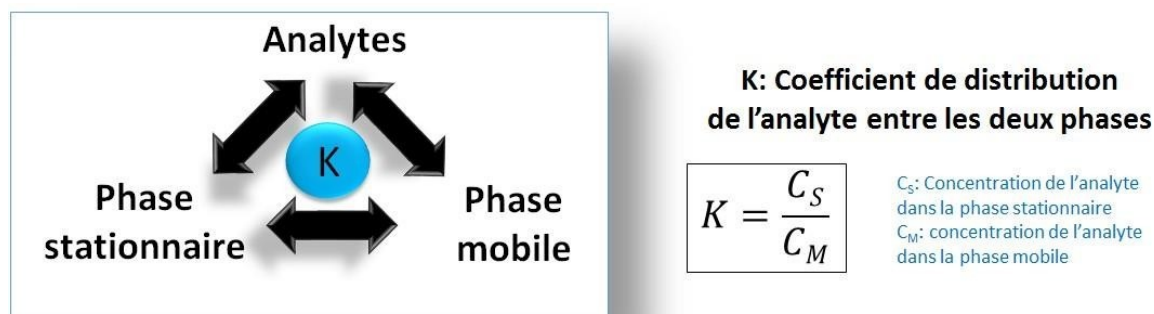 Analytes
K
Phase
stationnaire
Phase
mobile
K: Coefficient de distribution
de l’analyte entre les deux phases
K = C_S / C_M
C_S: Concentration de l’analyte
dans la phase stationnaire
C_M: concentration de l’analyte
dans la phase mobile